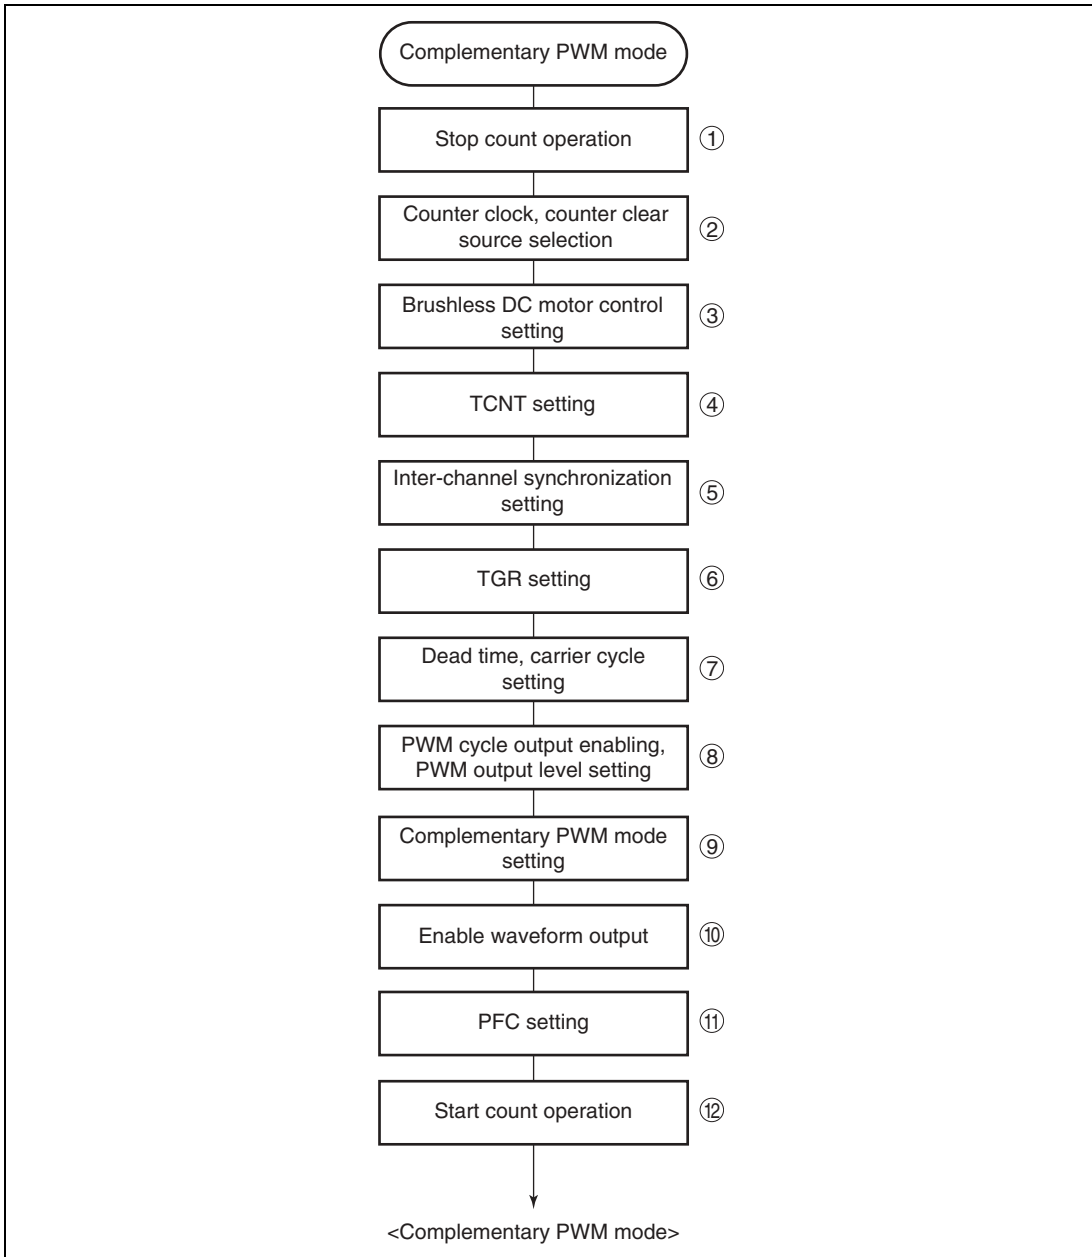 Complementary PWM mode
Stop count operation ①
Counter clock, counter clear
source selection ②
Brushless DC motor control
setting ③
TCNT setting ④
Inter-channel synchronization
setting ⑤
TGR setting ⑥
Dead time, carrier cycle
setting ⑦
PWM cycle output enabling,
PWM output level setting ⑧
Complementary PWM mode
setting ⑨
Enable waveform output ⑩
PFC setting ⑪
Start count operation ⑫
<Complementary PWM mode>